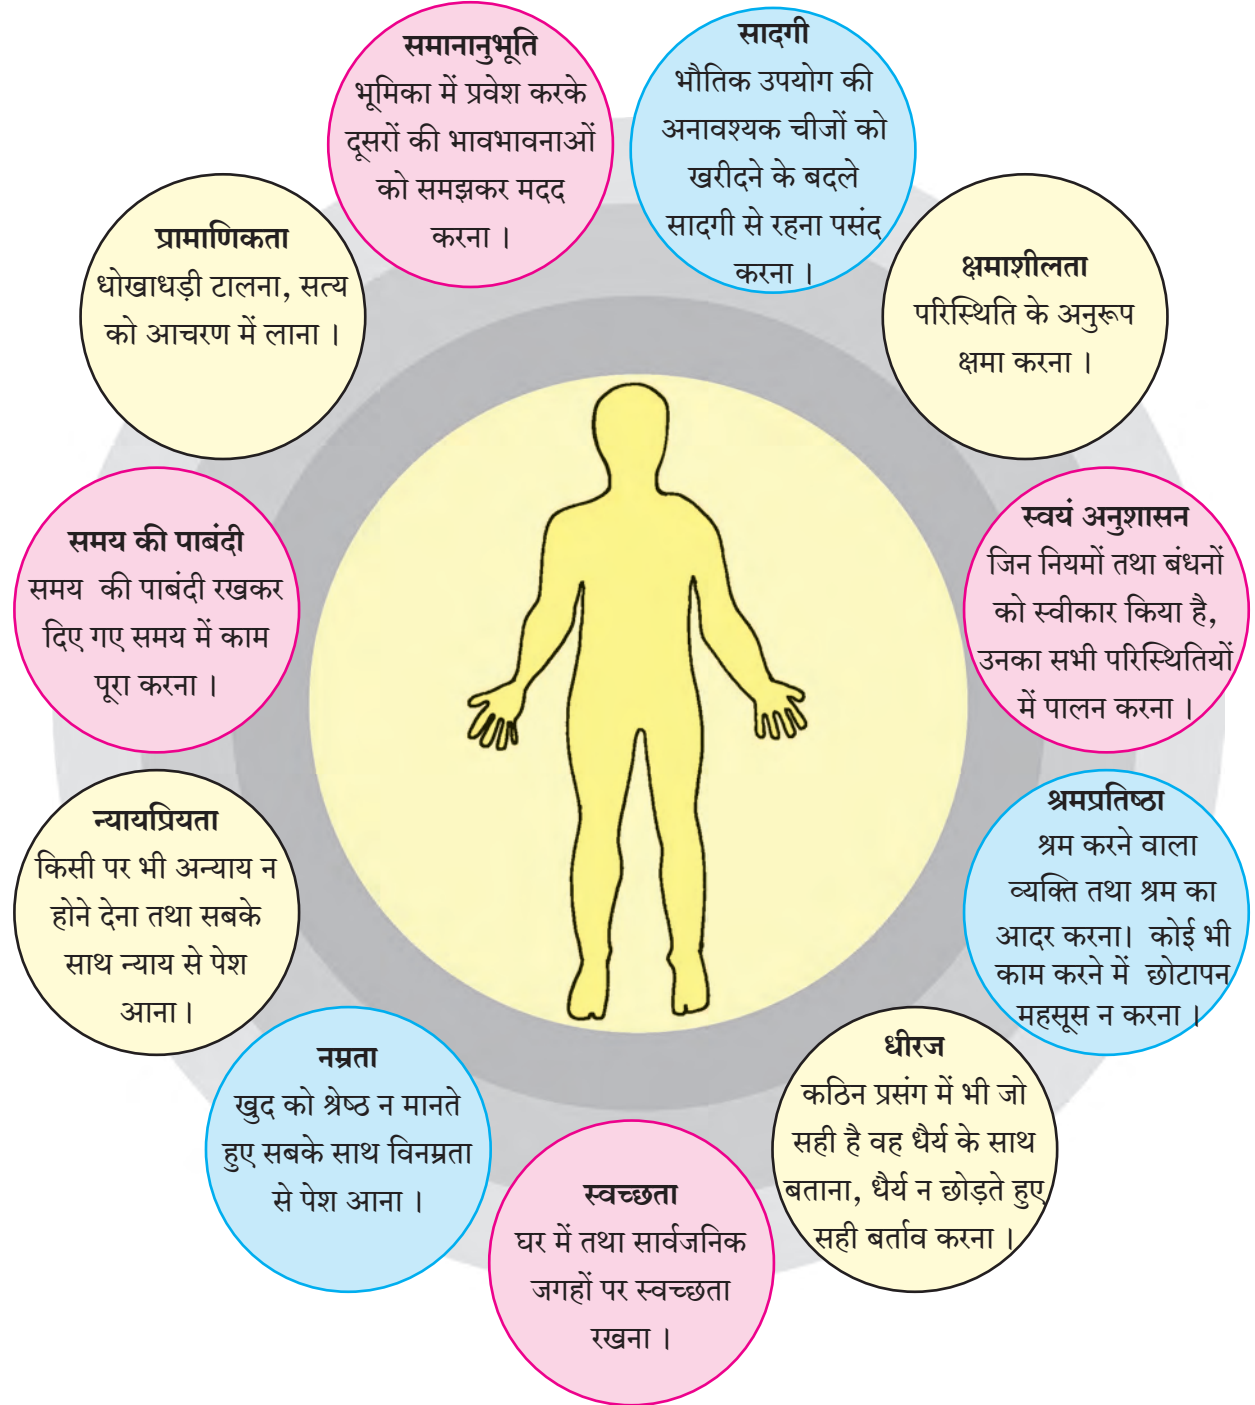 समानानुभूति
भूमिका में प्रवेश करके
दूसरों की भावभावनाओं
को समझकर मदद
करना ।
सादगी
भौतिक उपयोग की
अनावश्यक चीजों को
खरीदने के बदले
सादगी से रहना पसंद
करना ।
क्षमाशीलता
परिस्थिति के अनुरूप
क्षमा करना ।
स्वयं अनुशासन
जिन नियमों तथा बंधनों
को स्वीकार किया है,
उनका सभी परिस्थितियों
में पालन करना ।
श्रमप्रतिष्ठा
श्रम करने वाला
व्यक्ति तथा श्रम का
आदर करना। कोई भी
काम करने में छोटापन
महसूस न करना ।
धीरज
कठिन प्रसंग में भी जो
सही है वह धैर्य के साथ
बताना, धैर्य न छोड़ते हुए
सही बर्ताव करना ।
स्वच्छता
घर में तथा सार्वजनिक
जगहों पर स्वच्छता
रखना ।
नम्रता
खुद को श्रेष्ठ न मानते
हुए सबके साथ विनम्रता
से पेश आना ।
न्यायप्रियता
किसी पर भी अन्याय न
होने देना तथा सबके
साथ न्याय से पेश
आना ।
समय की पाबंदी
समय की पाबंदी रखकर
दिए गए समय में काम
पूरा करना ।
प्रामाणिकता
धोखाधड़ी टालना, सत्य
को आचरण में लाना ।